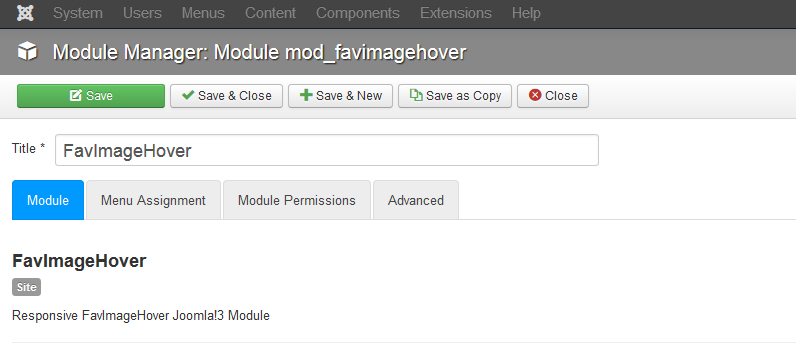 System Users Menus Content Components Extensions Help
Module Manager: Module mod_favimagehover
Save Save & Close Save & New Save as Copy Close
Title * FavImageHover
Module Menu Assignment Module Permissions Advanced
FavImageHover
Site
Responsive FavImageHover Joomla!3 Module